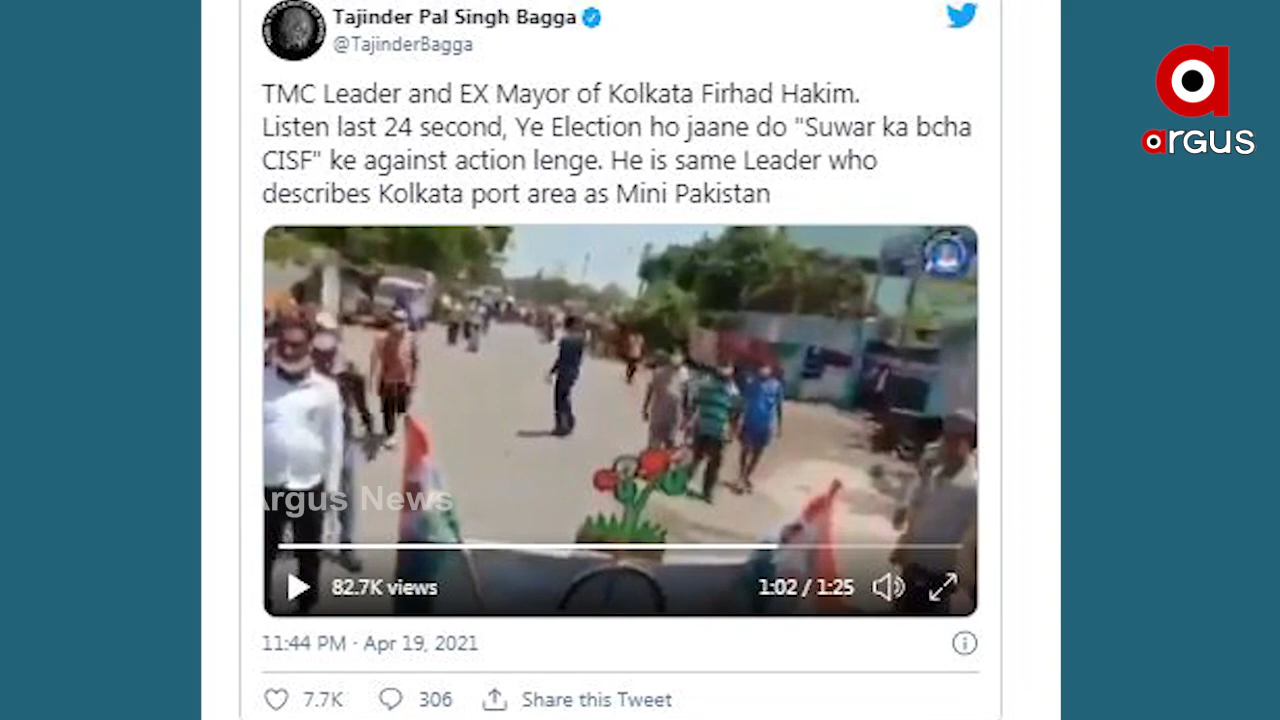 Tajinder Pal Singh Bagga
@TajinderBagga
TMC Leader and EX Mayor of Kolkata Firhad Hakim.
Listen last 24 second, Ye Election ho jaane do "Suwar ka bcha
CISF" ke against action lenge. He is same Leader who
describes Kolkata port area as Mini Pakistan
Argus News
82.7K views
1:02 / 1:25
11:44 PM · Apr 19, 2021
7.7K
306
Share this Tweet
a
argus